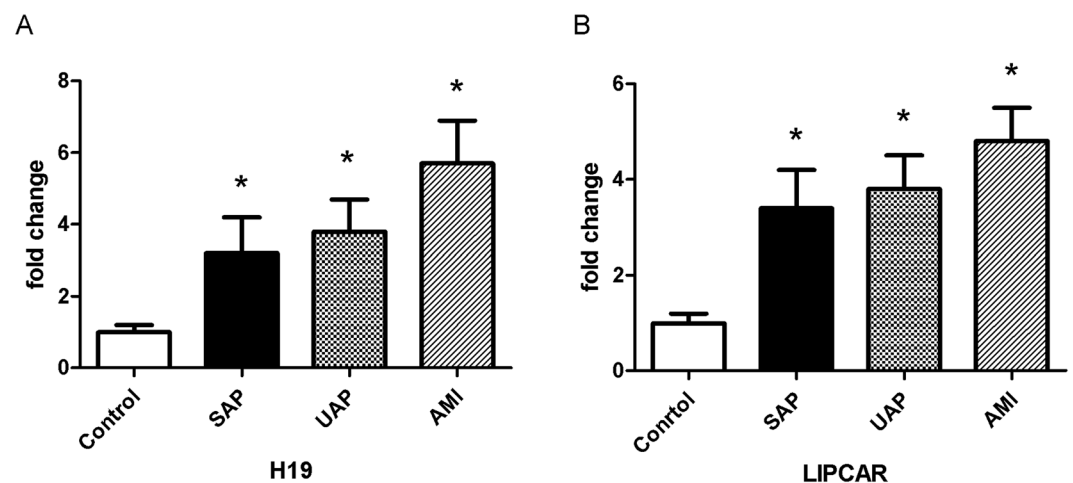 A
8
6
4
2
0
fold change
*
*
*
Control
SAP
UAP
AMI
H19
B
6
4
2
0
fold change
*
*
*
Conrtol
SAP
UAP
AMI
LIPCAR